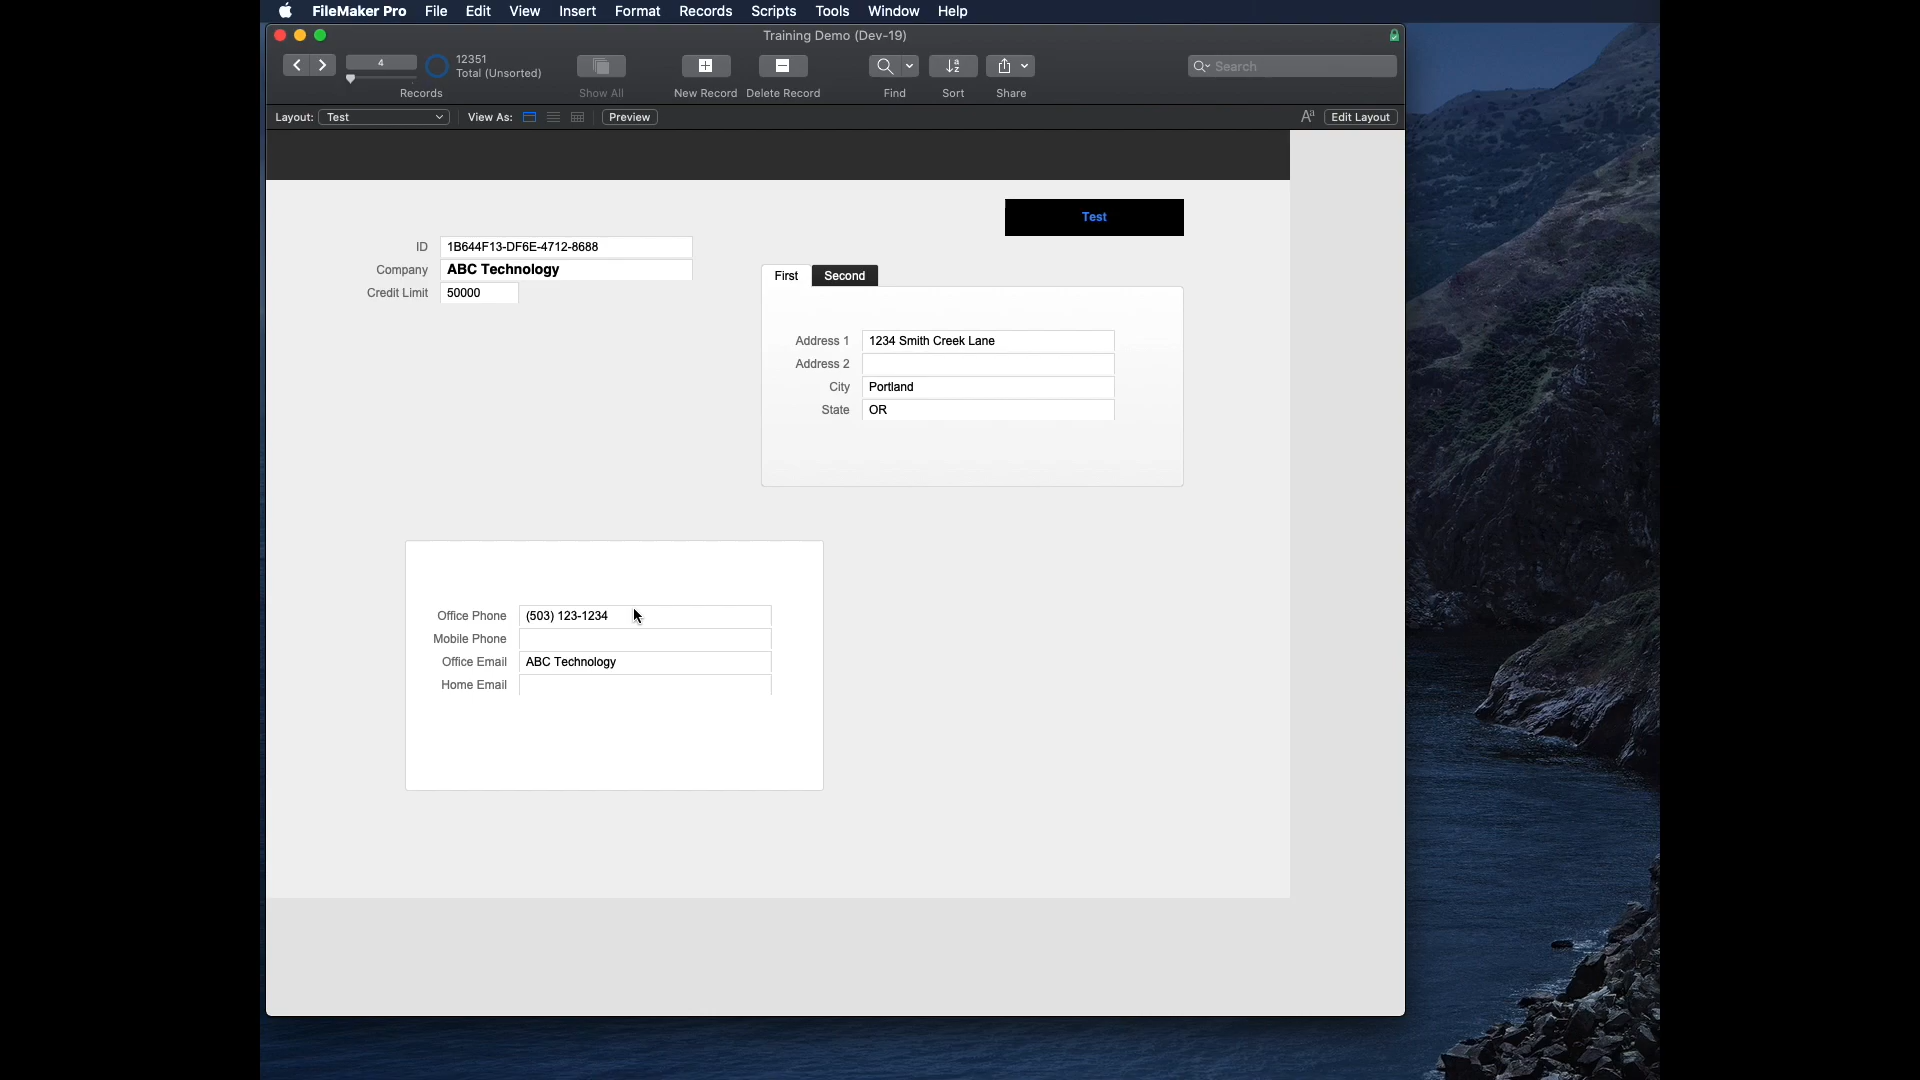 FileMaker Pro File Edit View Insert Format Records Scripts Tools Window Help
Training Demo (Dev-19)
4
12351
Total (Unsorted)
Records
Show All
New Record
Delete Record
Find
Sort
Share
Search
Layout: Test
View As:
Preview
Aa
Edit Layout
Test
ID 1B644F13-DF6E-4712-8688
Company ABC Technology
Credit Limit 50000
First Second
Address 1 1234 Smith Creek Lane
Address 2
City Portland
State OR
Office Phone (503) 123-1234
Mobile Phone
Office Email ABC Technology
Home Email